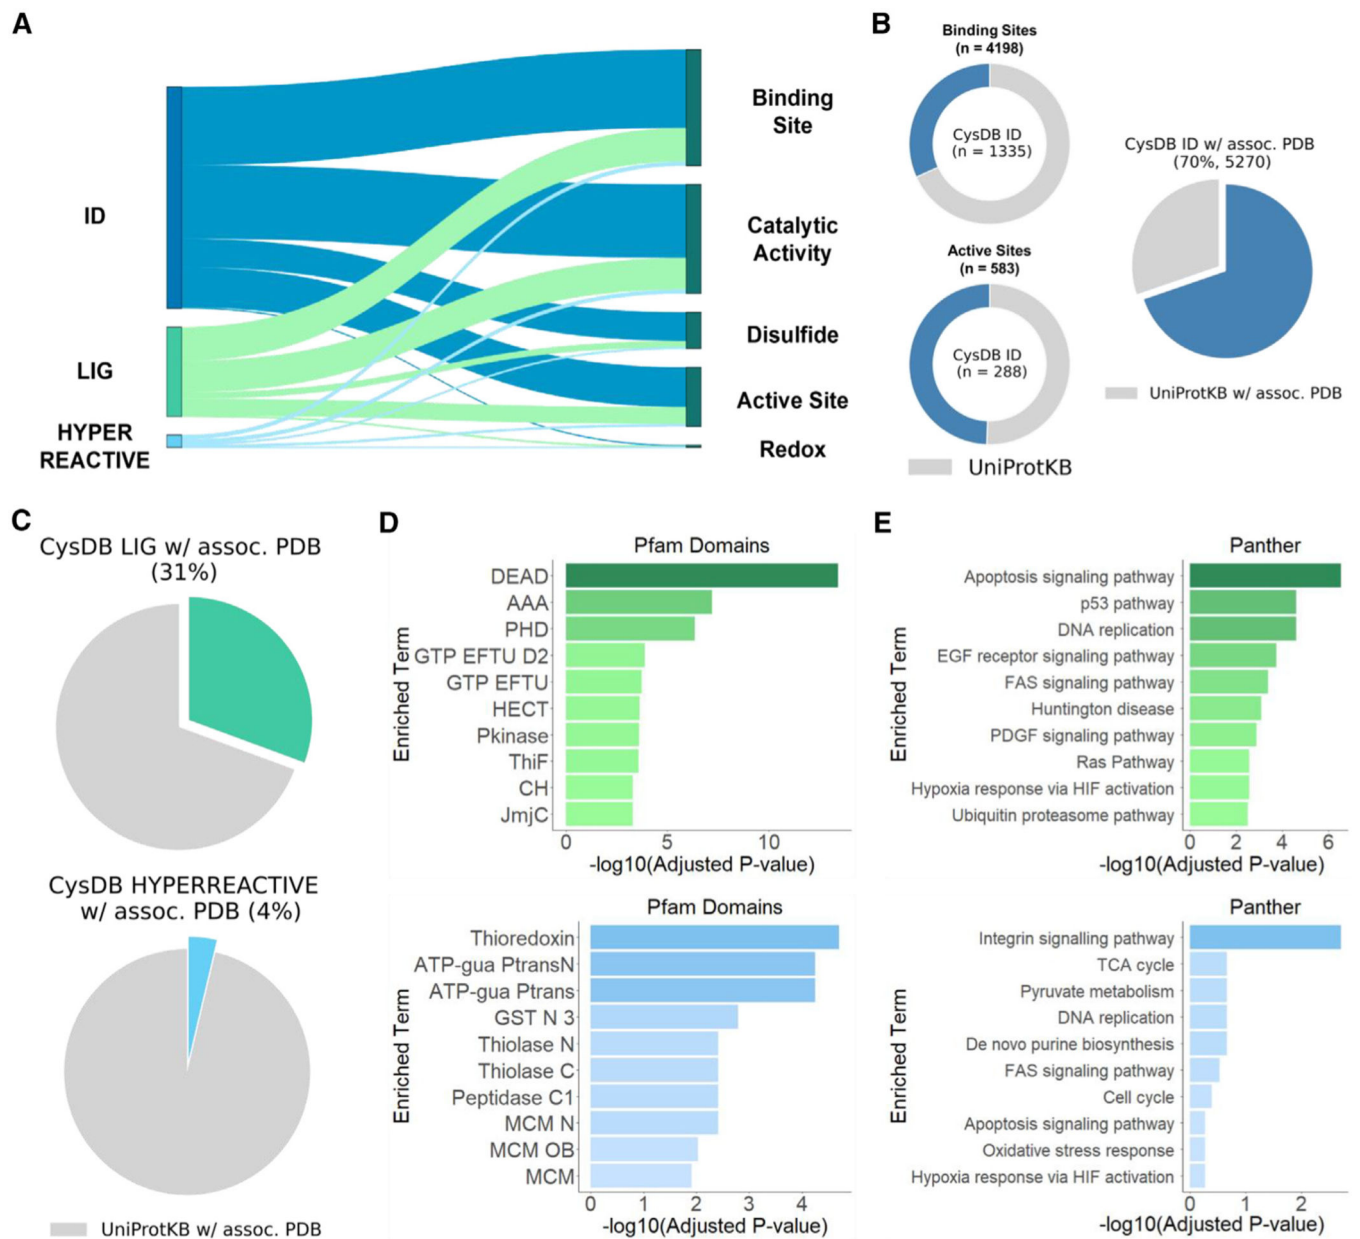 A
ID
LIG
HYPER
REACTIVE
Binding
Site
Catalytic
Activity
Disulfide
Active Site
Redox
B
Binding Sites
(n = 4198)
CysDB ID
(n = 1335)
Active Sites
(n = 583)
CysDB ID
(n = 288)
UniProtKB
CysDB ID w/ assoc. PDB
(70%, 5270)
UniProtKB w/ assoc. PDB
C
CysDB LIG w/ assoc. PDB
(31%)
CysDB HYPERREACTIVE
w/ assoc. PDB (4%)
UniProtKB w/ assoc. PDB
D
Pfam Domains
Enriched Term
DEAD
AAA
PHD
GTP EFTU D2
GTP EFTU
HECT
Pkinase
ThiF
CH
JmjC
0 5 10
-log10(Adjusted P-value)
Pfam Domains
Enriched Term
Thioredoxin
ATP-gua PtransN
ATP-gua Ptrans
GST N 3
Thiolase N
Thiolase C
Peptidase C1
MCM N
MCM OB
MCM
0 1 2 3 4
-log10(Adjusted P-value)
E
Panther
Enriched Term
Apoptosis signaling pathway
p53 pathway
DNA replication
EGF receptor signaling pathway
FAS signaling pathway
Huntington disease
PDGF signaling pathway
Ras Pathway
Hypoxia response via HIF activation
Ubiquitin proteasome pathway
0 2 4 6
-log10(Adjusted P-value)
Panther
Enriched Term
Integrin signalling pathway
TCA cycle
Pyruvate metabolism
DNA replication
De novo purine biosynthesis
FAS signaling pathway
Cell cycle
Apoptosis signaling pathway
Oxidative stress response
Hypoxia response via HIF activation
0 1 2
-log10(Adjusted P-value)